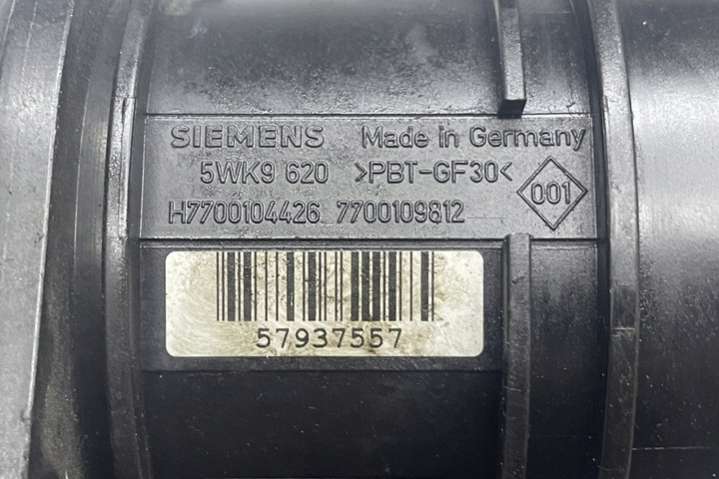 SIEMENS Made in Germany
5WK9 620 >PBT-GF30< 001
H7700104426 7700109812
57937557